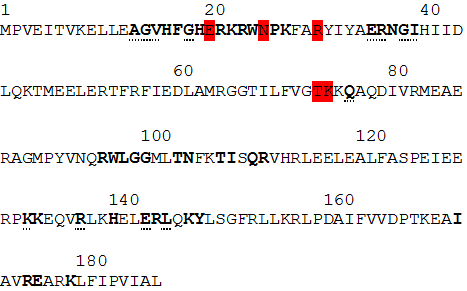 1 20 40
MPVEITVKELLEAGVHFGHERKRWNPKFARYIYAERNGIHIID
60 80
LQKTMEELERTFRFIEDLAMRGGTILFVGTKKQAQDIVRMEAE
100 120
RAGMPYVNQRWLGGMLTNFKTISQRVHRLEELEALFASPEIEE
140 160
RPKKEQVRLKHELERLQKYLSGFRLLKRLPDAIFVVDPTKEAI
180
AVREARKLFIPVIAL